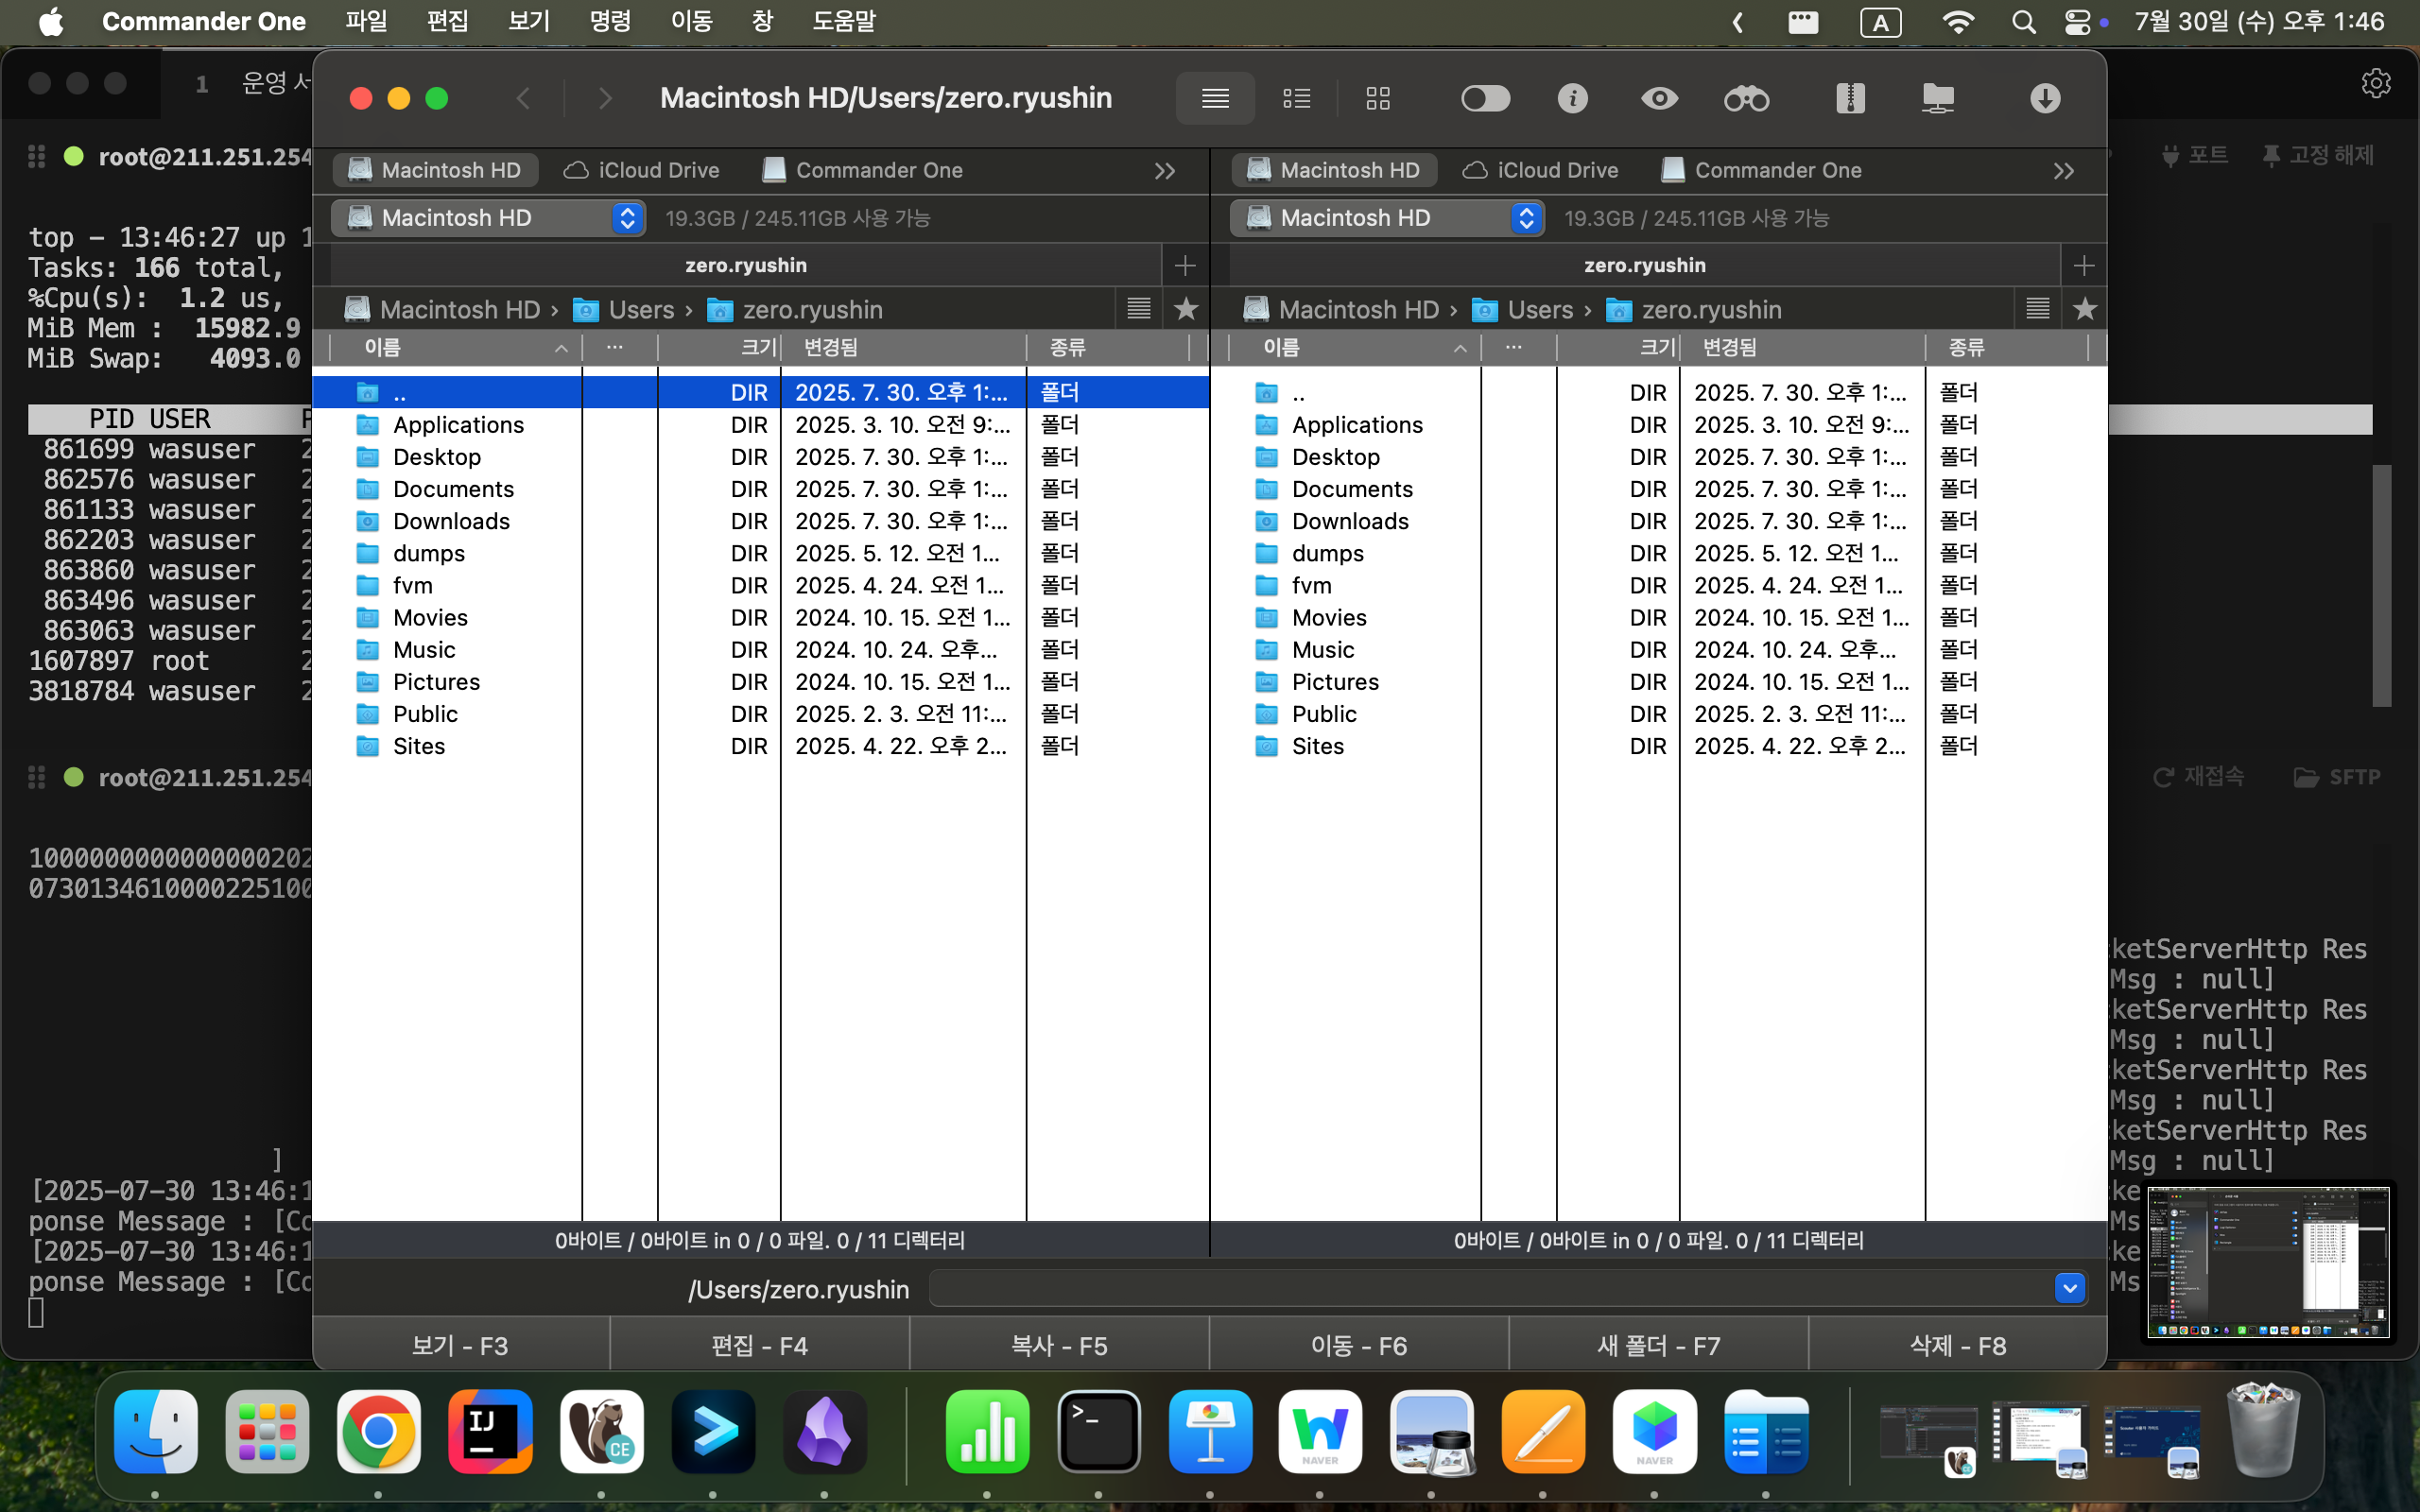 Commander One 파일 편집 보기 명령 이동 창 도움말 A 7월 30일 (수) 오후 1:46
1 운영 서
Macintosh HD/Users/zero.ryushin
root@211.251.254
포트 고정 해제
Macintosh HD iCloud Drive Commander One >> Macintosh HD iCloud Drive Commander One >>
Macintosh HD 19.3GB / 245.11GB 사용 가능 Macintosh HD 19.3GB / 245.11GB 사용 가능
zero.ryushin + zero.ryushin +
Macintosh HD › Users › zero.ryushin Macintosh HD › Users › zero.ryushin
이름 ... 크기 변경됨 종류 이름 ... 크기 변경됨 종류
.. DIR 2025. 7. 30. 오후 1:... 폴더 .. DIR 2025. 7. 30. 오후 1:... 폴더
Applications DIR 2025. 3. 10. 오전 9:... 폴더 Applications DIR 2025. 3. 10. 오전 9:... 폴더
Desktop DIR 2025. 7. 30. 오후 1:... 폴더 Desktop DIR 2025. 7. 30. 오후 1:... 폴더
Documents DIR 2025. 7. 30. 오후 1:... 폴더 Documents DIR 2025. 7. 30. 오후 1:... 폴더
Downloads DIR 2025. 7. 30. 오후 1:... 폴더 Downloads DIR 2025. 7. 30. 오후 1:... 폴더
dumps DIR 2025. 5. 12. 오전 1... 폴더 dumps DIR 2025. 5. 12. 오전 1... 폴더
fvm DIR 2025. 4. 24. 오전 1... 폴더 fvm DIR 2025. 4. 24. 오전 1... 폴더
Movies DIR 2024. 10. 15. 오전 1... 폴더 Movies DIR 2024. 10. 15. 오전 1... 폴더
Music DIR 2024. 10. 24. 오후... 폴더 Music DIR 2024. 10. 24. 오후... 폴더
Pictures DIR 2024. 10. 15. 오전 1... 폴더 Pictures DIR 2024. 10. 15. 오전 1... 폴더
Public DIR 2025. 2. 3. 오전 11:... 폴더 Public DIR 2025. 2. 3. 오전 11:... 폴더
Sites DIR 2025. 4. 22. 오후 2... 폴더 Sites DIR 2025. 4. 22. 오후 2... 폴더
0바이트 / 0바이트 in 0 / 0 파일. 0 / 11 디렉터리 0바이트 / 0바이트 in 0 / 0 파일. 0 / 11 디렉터리
/Users/zero.ryushin
보기 - F3 편집 - F4 복사 - F5 이동 - F6 새 폴더 - F7 삭제 - F8
top - 13:46:27 up 1
Tasks: 166 total,
%Cpu(s): 1.2 us,
MiB Mem : 15982.9
MiB Swap: 4093.0
PID USER
861699 wasuser 2
862576 wasuser 2
861133 wasuser 2
862203 wasuser 2
863860 wasuser 2
863496 wasuser 2
863063 wasuser 2
1607897 root 2
3818784 wasuser 2
root@211.251.254
재접속 SFTP
1000000000000000202
0730134610000225100
]
[2025-07-30 13:46:1
ponse Message : [Co
[2025-07-30 13:46:1
ponse Message : [Co
ketServerHttp Res
Msg : null]
ketServerHttp Res
Msg : null]
ketServerHttp Res
Msg : null]
ketServerHttp Res
Msg : null]
ke
Ms
ke
Ms
IJ
CE
>_
NAVER
NAVER
CE